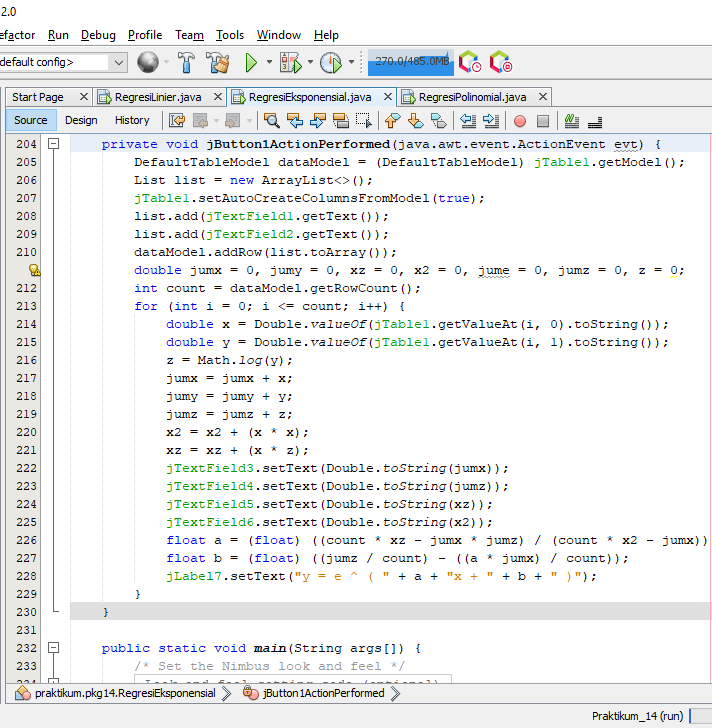 2.0
efactor Run Debug Profile Team Tools Window Help
default config>
270.0/485.0MB
Start Page RegresiLinier.java RegresiEksponensial.java RegresiPolinomial.java
Source Design History
204 private void jButton1ActionPerformed(java.awt.event.ActionEvent evt) {
205 DefaultTableModel dataModel = (DefaultTableModel) jTable1.getModel();
206 List list = new ArrayList<>();
207 jTable1.setAutoCreateColumnsFromModel(true);
208 list.add(jTextField1.getText());
209 list.add(jTextField2.getText());
210 dataModel.addRow(list.toArray());
double jumx = 0, jumy = 0, xz = 0, x2 = 0, jume = 0, jumz = 0, z = 0;
212 int count = dataModel.getRowCount();
213 for (int i = 0; i <= count; i++) {
214 double x = Double.valueOf(jTable1.getValueAt(i, 0).toString());
215 double y = Double.valueOf(jTable1.getValueAt(i, 1).toString());
216 z = Math.log(y);
217 jumx = jumx + x;
218 jumy = jumy + y;
219 jumz = jumz + z;
220 x2 = x2 + (x * x);
221 xz = xz + (x * z);
222 jTextField3.setText(Double.toString(jumx));
223 jTextField4.setText(Double.toString(jumz));
224 jTextField5.setText(Double.toString(xz));
225 jTextField6.setText(Double.toString(x2));
226 float a = (float) ((count * xz - jumx * jumz) / (count * x2 - jumx))
227 float b = (float) ((jumz / count) - ((a * jumx) / count));
228 jLabel7.setText("y = e ^ ( " + a + "x + " + b + " )");
229 }
230 }
231
232 public static void main(String args[]) {
233 /* Set the Nimbus look and feel */
praktikum.pkg14.RegresiEksponensial jButton1ActionPerformed
Praktikum_14 (run)